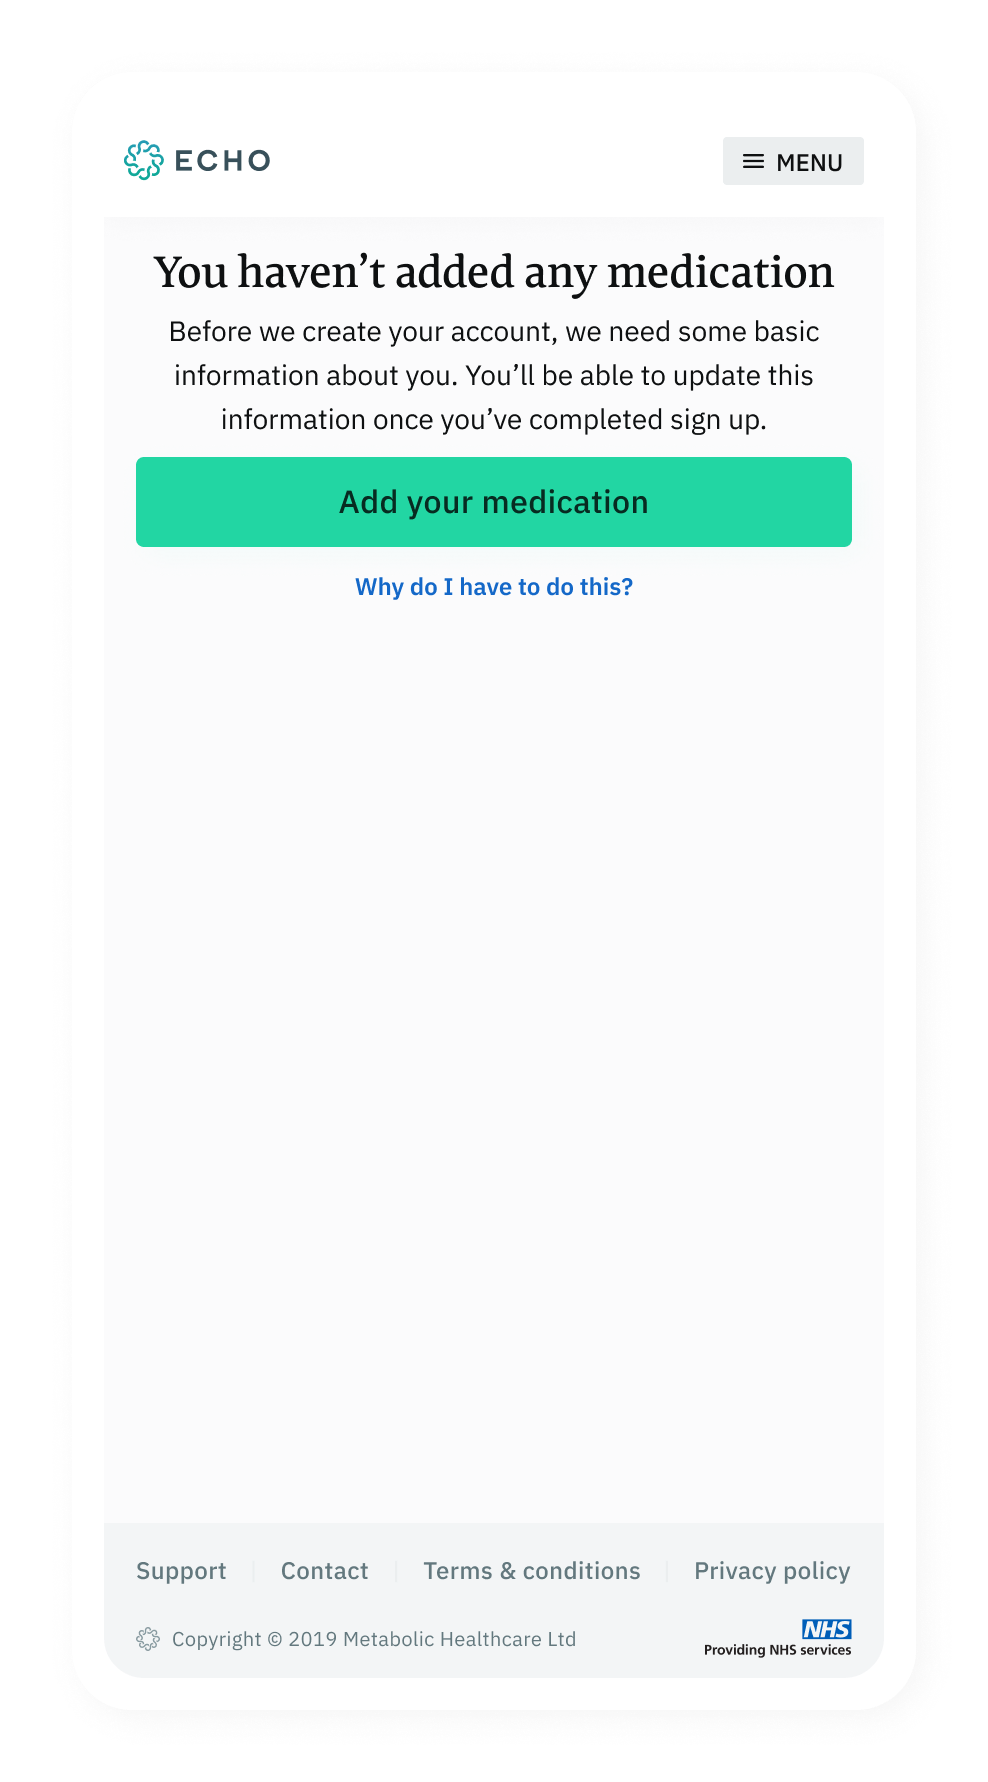 ECHO
MENU
You haven’t added any medication
Before we create your account, we need some basic
information about you. You’ll be able to update this
information once you’ve completed sign up.
Add your medication
Why do I have to do this?
Support
Contact
Terms & conditions
Privacy policy
Copyright © 2019 Metabolic Healthcare Ltd
NHS
Providing NHS services